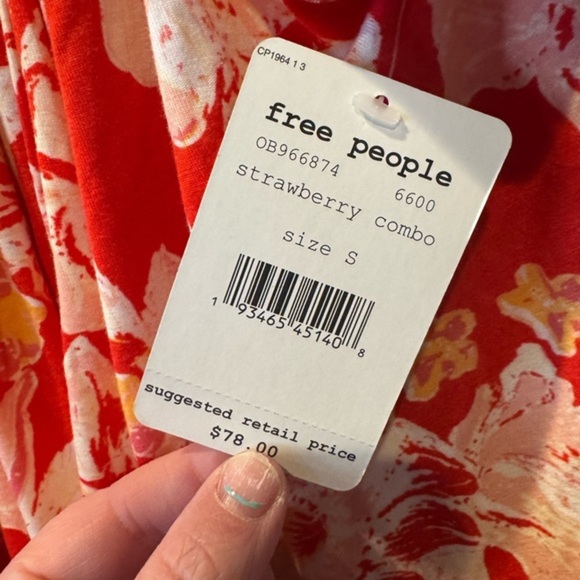 CP1964 1 3
free people
OB966874 6600
strawberry combo
size S
1 93465 45140 8
suggested retail price
$78.00